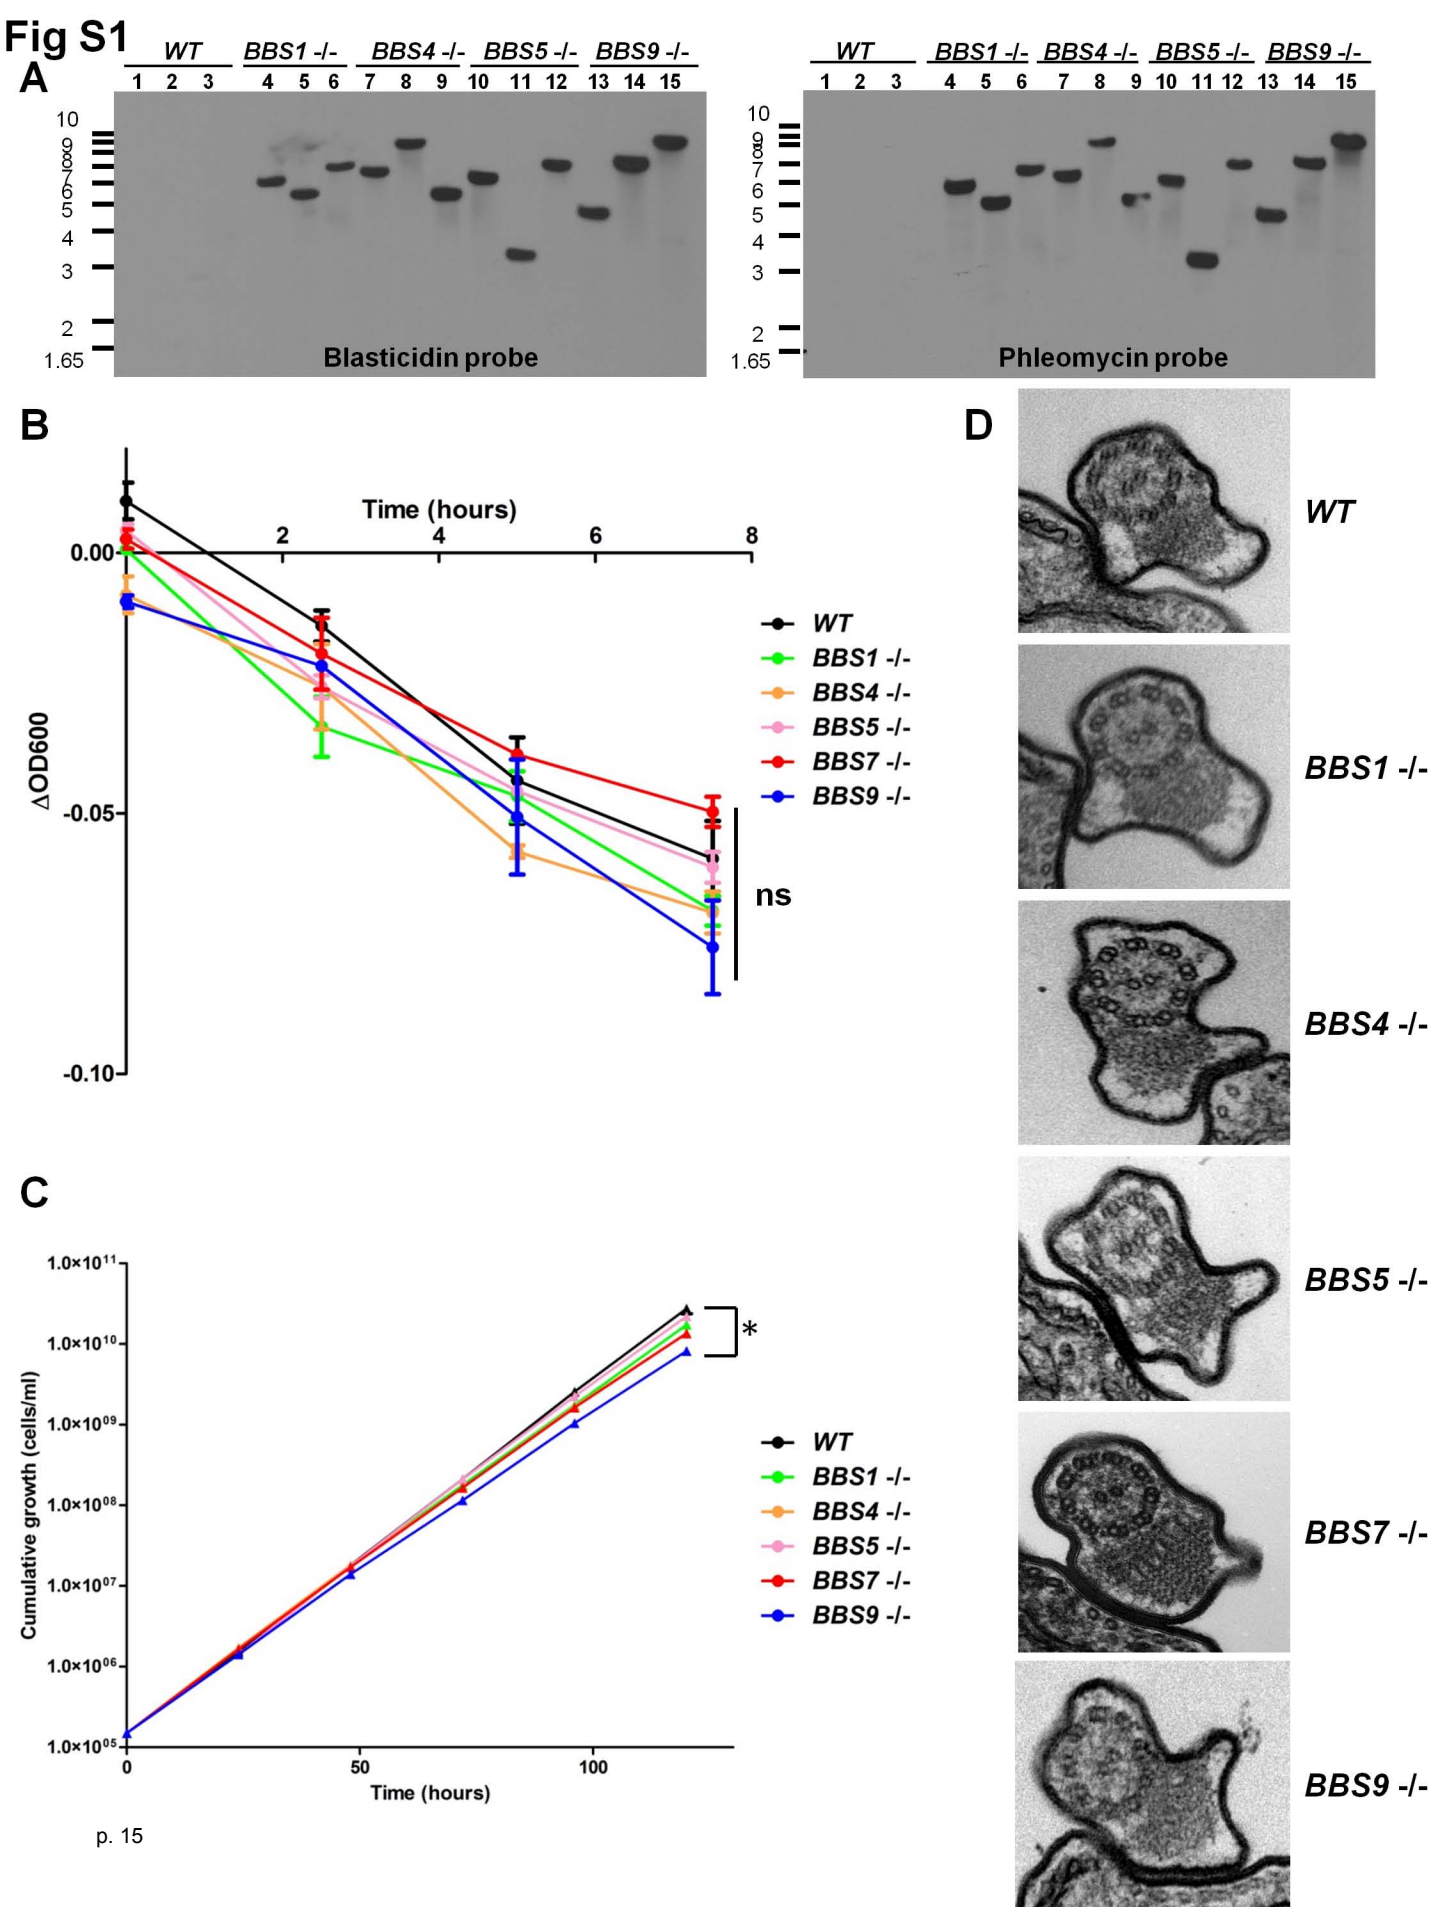 Fig S1
A
WT BBS1 -/- BBS4 -/- BBS5 -/- BBS9 -/-
1 2 3 4 5 6 7 8 9 10 11 12 13 14 15
10
9
8
7
6
5
4
3
2
1.65
Blasticidin probe
WT BBS1 -/- BBS4 -/- BBS5 -/- BBS9 -/-
1 2 3 4 5 6 7 8 9 10 11 12 13 14 15
10
9
8
7
6
5
4
3
2
1.65
Phleomycin probe
B
Time (hours)
2 4 6 8
0.00
-0.05
-0.10
ΔOD600
ns
WT
BBS1 -/-
BBS4 -/-
BBS5 -/-
BBS7 -/-
BBS9 -/-
C
1.0×10¹¹
1.0×10¹⁰
1.0×10⁰⁹
1.0×10⁰⁸
1.0×10⁰⁷
1.0×10⁰⁶
1.0×10⁰⁵
Cumulative growth (cells/ml)
0 50 100
Time (hours)
*
WT
BBS1 -/-
BBS4 -/-
BBS5 -/-
BBS7 -/-
BBS9 -/-
D
WT
BBS1 -/-
BBS4 -/-
BBS5 -/-
BBS7 -/-
BBS9 -/-
p. 15